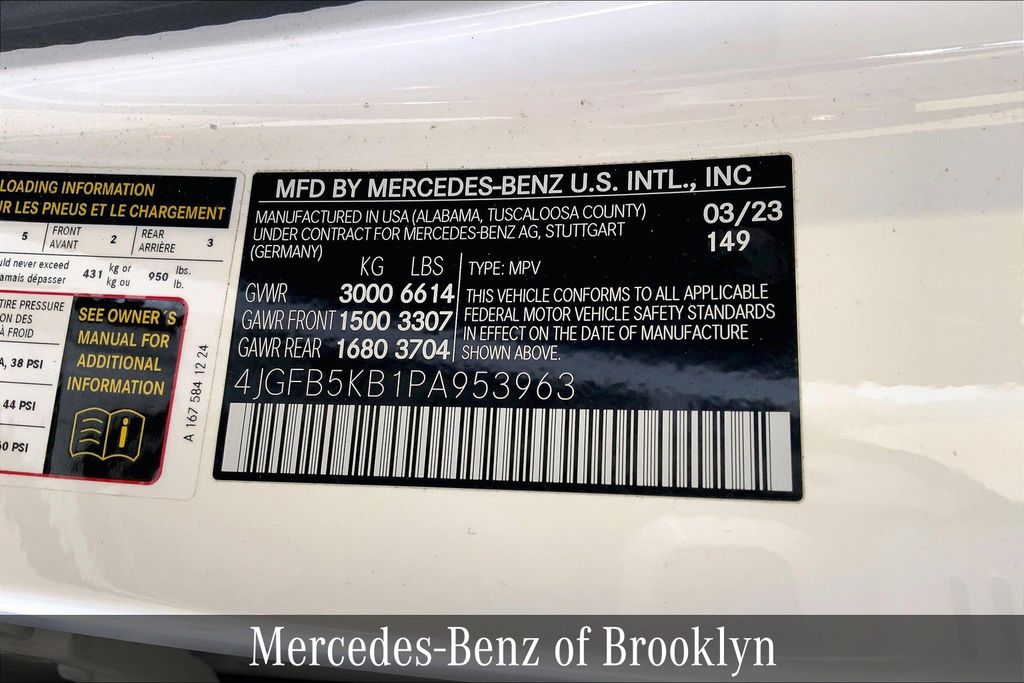 LOADING INFORMATION
LES PNEUS ET LE CHARGEMENT
5 FRONT AVANT 2 REAR ARRIÈRE 3
never exceed 431 kg or 950 lbs.
dépasser kg ou lb.
TIRE PRESSURE
DES
À FROID
38 PSI
44 PSI
PSI
SEE OWNER´S
MANUAL FOR
ADDITIONAL
INFORMATION
A 167 584 12 24
MFD BY MERCEDES-BENZ U.S. INTL., INC
MANUFACTURED IN USA (ALABAMA, TUSCALOOSA COUNTY)
UNDER CONTRACT FOR MERCEDES-BENZ AG, STUTTGART
(GERMANY)
03/23
149
KG LBS
GVWR 3000 6614
GAWR FRONT 1500 3307
GAWR REAR 1680 3704
TYPE: MPV
THIS VEHICLE CONFORMS TO ALL APPLICABLE
FEDERAL MOTOR VEHICLE SAFETY STANDARDS
IN EFFECT ON THE DATE OF MANUFACTURE
SHOWN ABOVE.
4JGFB5KB1PA953963
Mercedes-Benz of Brooklyn